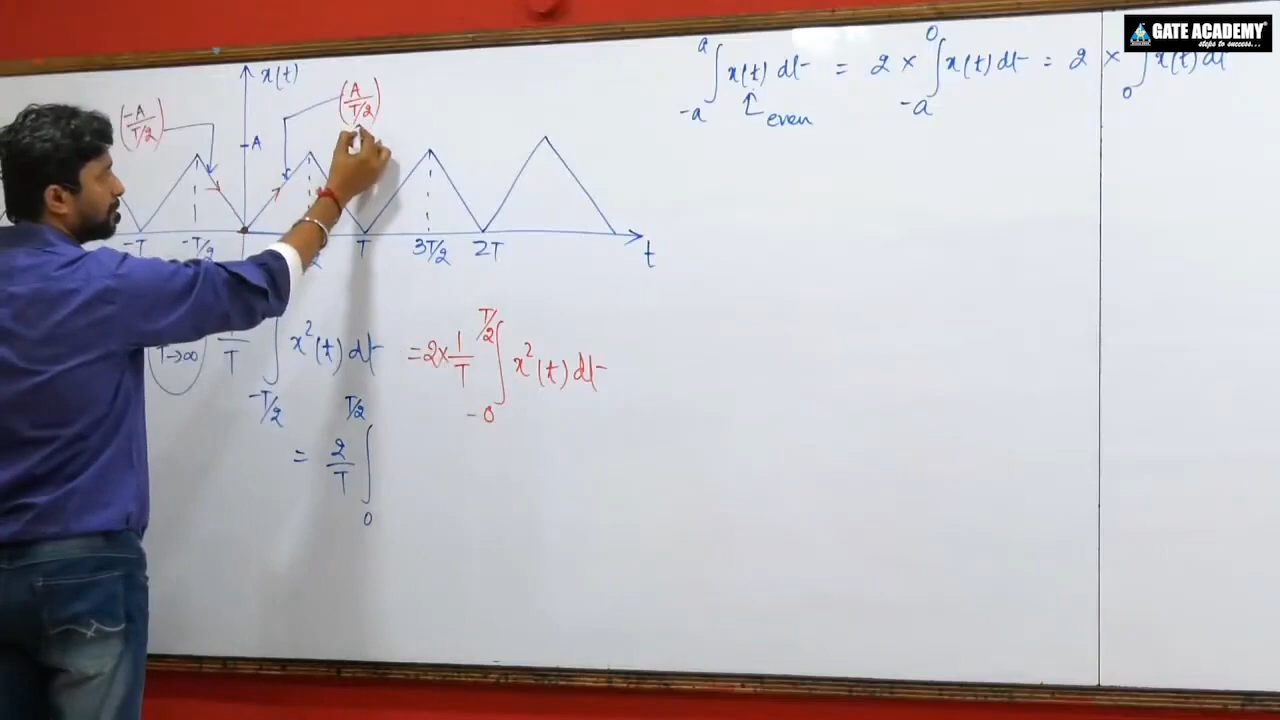 GATE ACADEMY®
steps to success...
a ∫ -a x(t) dt = 2 × 0 ∫ -a x(t) dt = 2 × ∫ 0 x(t) dt
↑ even
x(t)
(-A / T/2)
(A / T/2)
A
-T -T/2 T 3T/2 2T t
T→∞ 1/T ∫ -T/2 x²(t) dt = 2 × 1/T T/2 ∫ -0 x²(t) dt
= 2/T T/2 ∫ 0